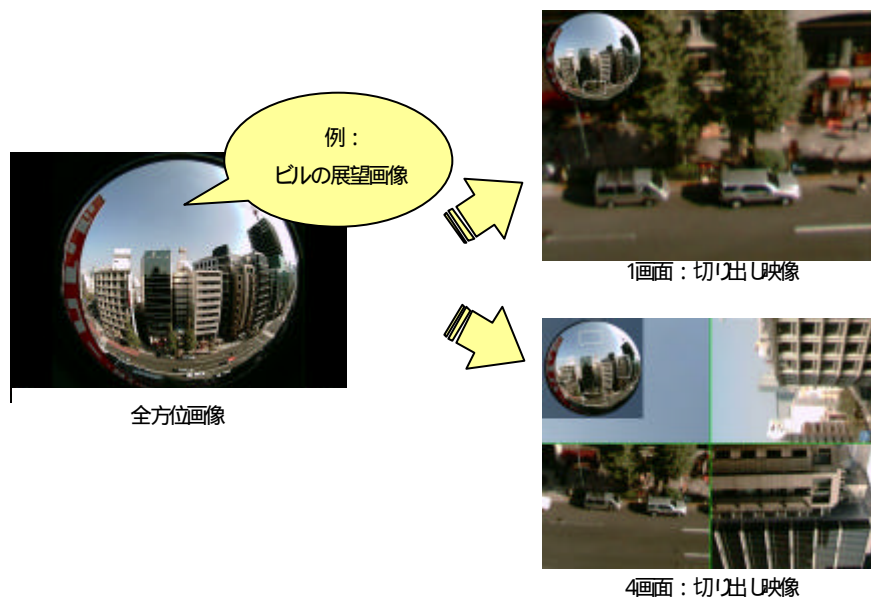 例：
ビルの展望画像
全方位画像
1画面：切り出し映像
4画面：切り出し映像